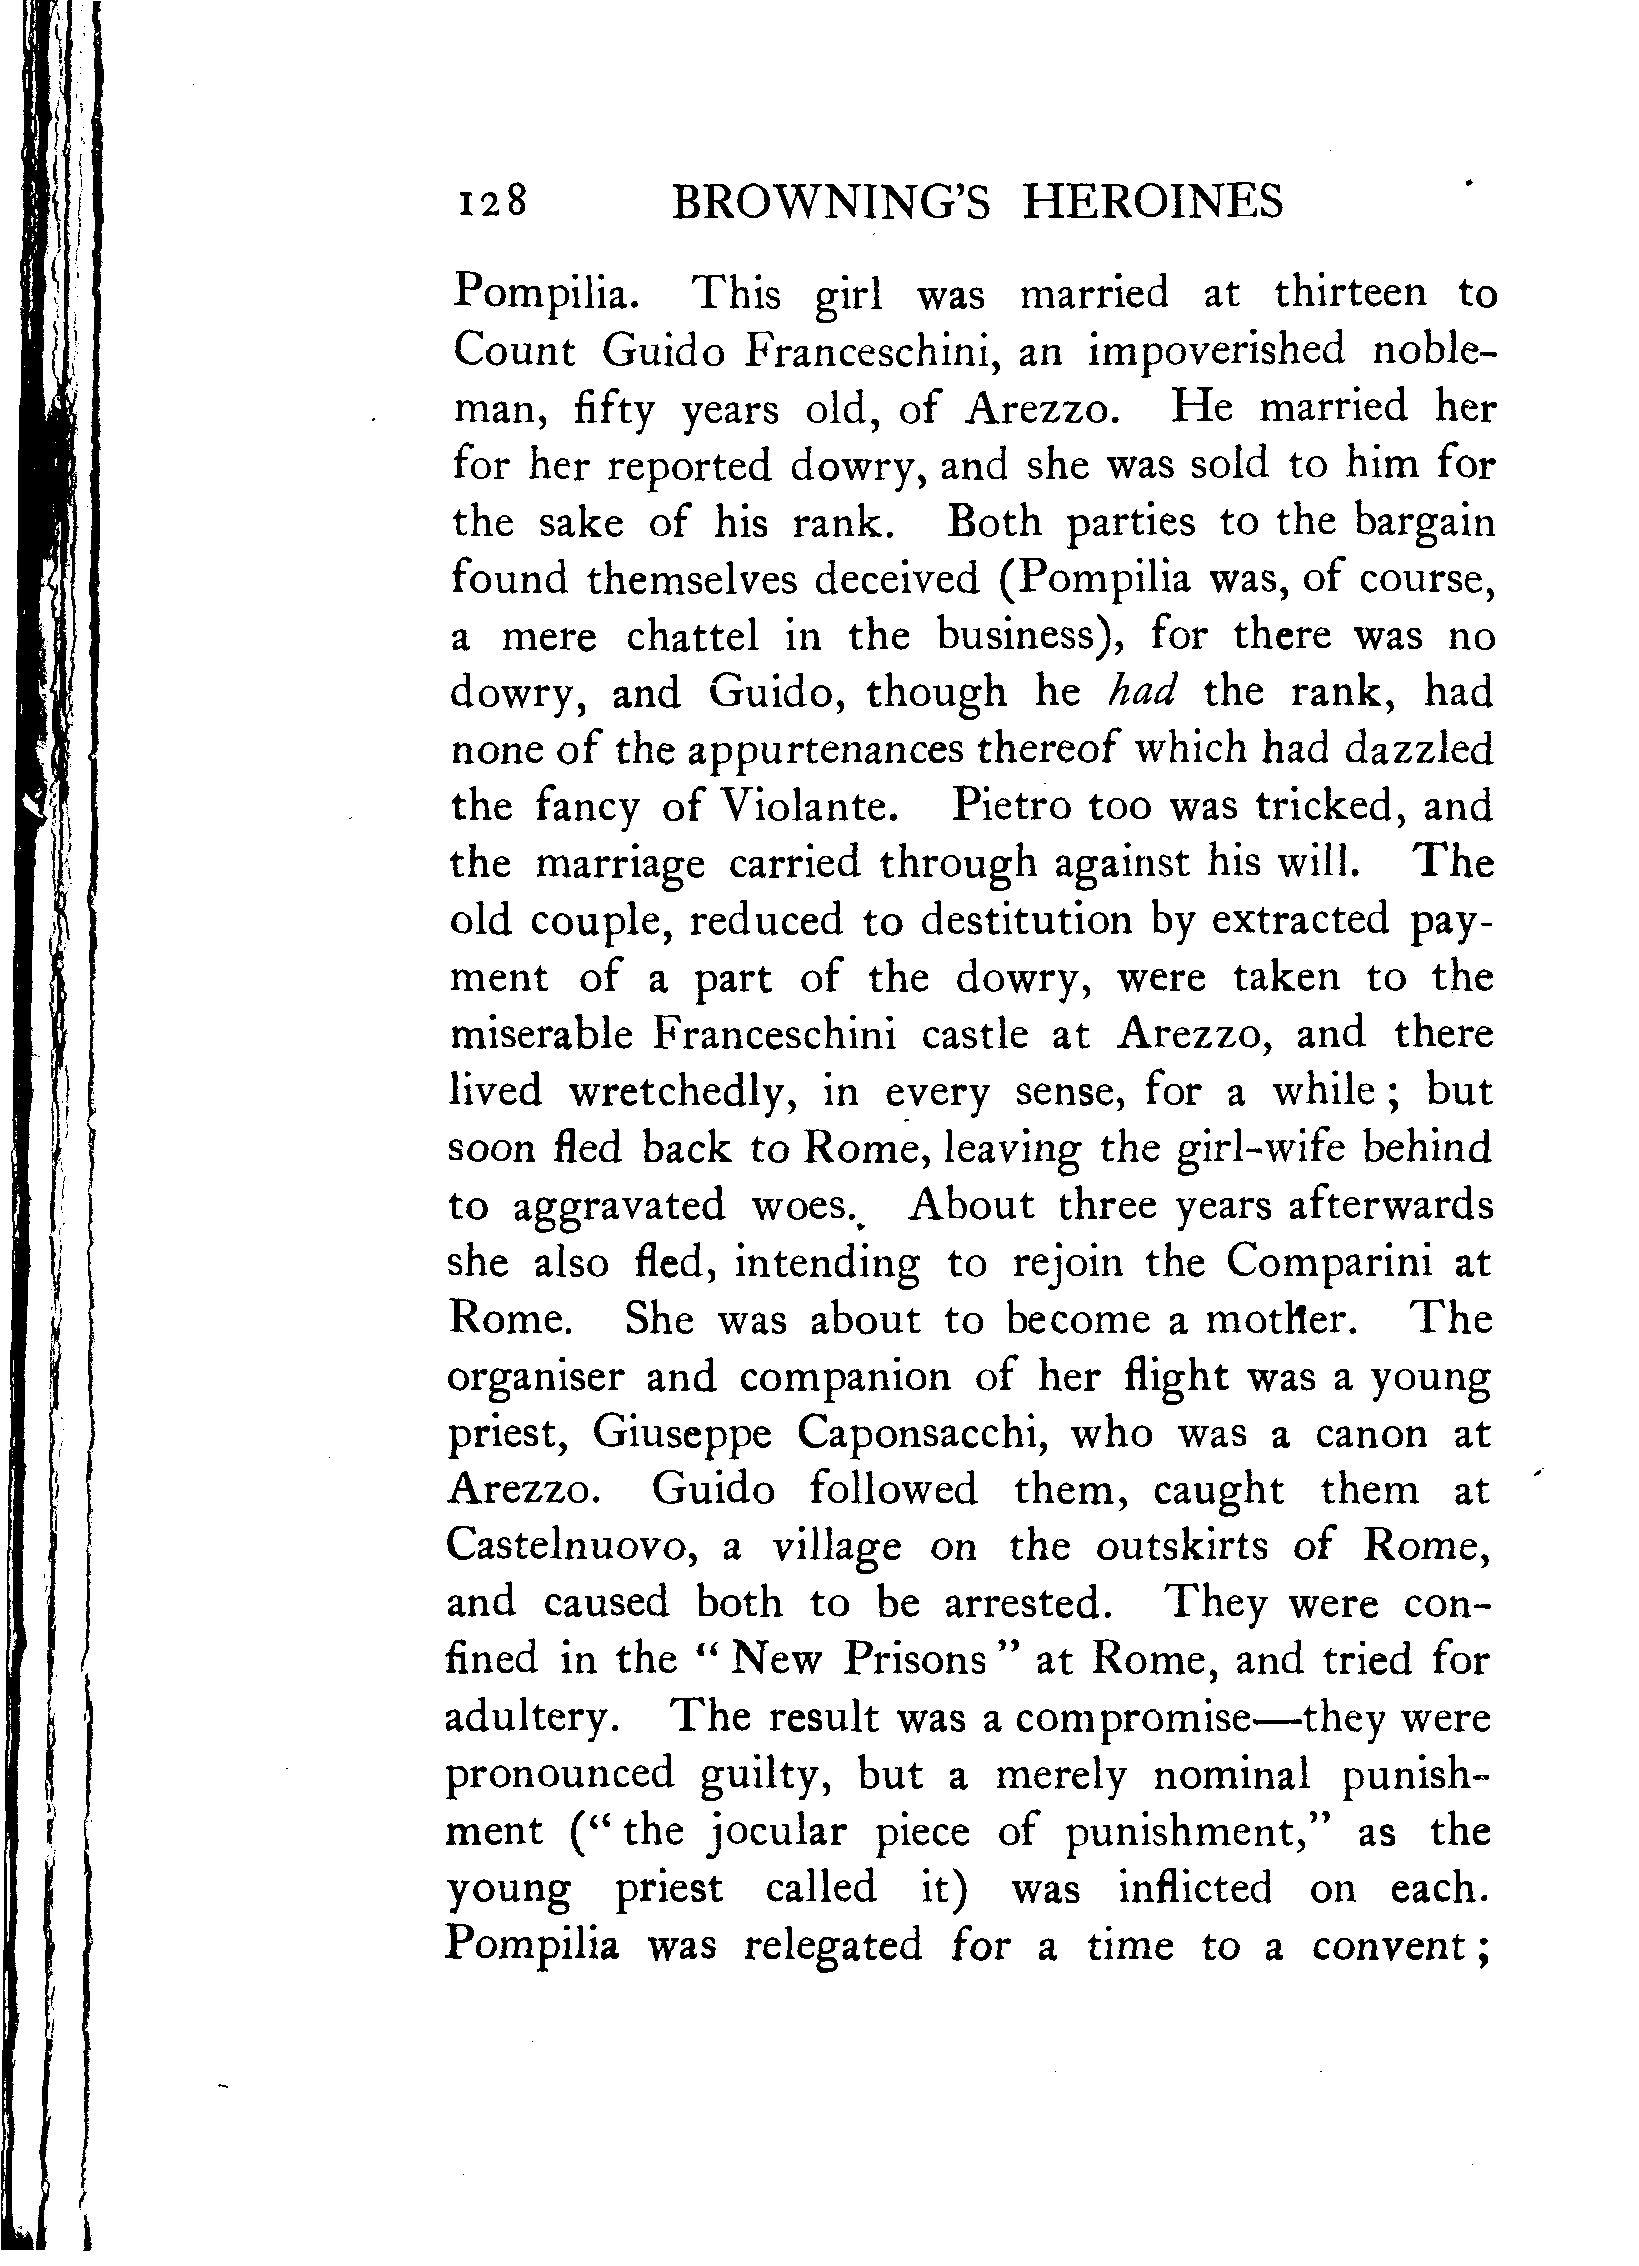 128 BROWNING'S HEROINES
Pompilia. This girl was married at thirteen to
Count Guido Franceschini, an impoverished noble-
man, fifty years old, of Arezzo. He married her
for her reported dowry, and she was sold to him for
the sake of his rank. Both parties to the bargain
found themselves deceived (Pompilia was, of course,
a mere chattel in the business), for there was no
dowry, and Guido, though he had the rank, had
none of the appurtenances thereof which had dazzled
the fancy of Violante. Pietro too was tricked, and
the marriage carried through against his will. The
old couple, reduced to destitution by extracted pay-
ment of a part of the dowry, were taken to the
miserable Franceschini castle at Arezzo, and there
lived wretchedly, in every sense, for a while; but
soon fled back to Rome, leaving the girl-wife behind
to aggravated woes. About three years afterwards
she also fled, intending to rejoin the Comparini at
Rome. She was about to become a mother. The
organiser and companion of her flight was a young
priest, Giuseppe Caponsacchi, who was a canon at
Arezzo. Guido followed them, caught them at
Castelnuovo, a village on the outskirts of Rome,
and caused both to be arrested. They were con-
fined in the "New Prisons" at Rome, and tried for
adultery. The result was a compromise—they were
pronounced guilty, but a merely nominal punish-
ment ("the jocular piece of punishment," as the
young priest called it) was inflicted on each.
Pompilia was relegated for a time to a convent;